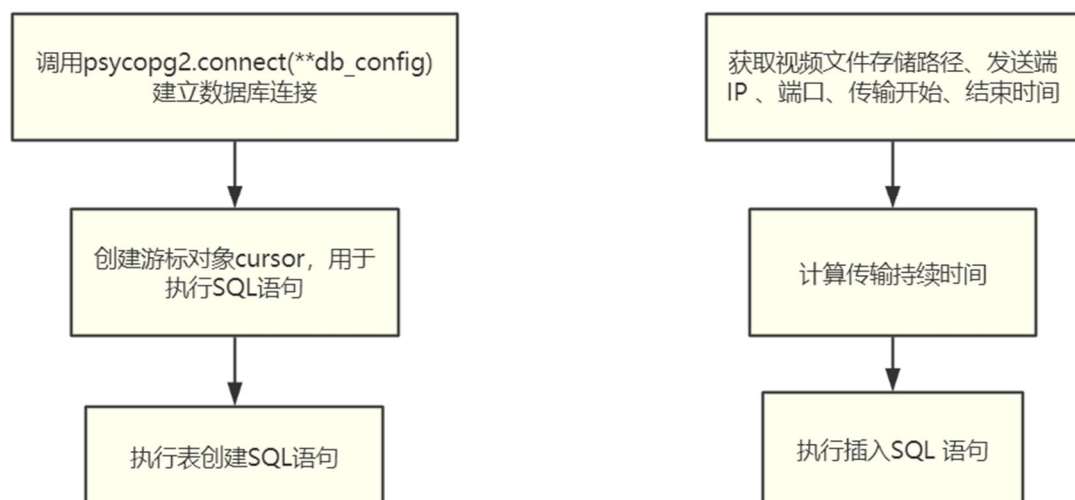 调用psycopg2.connect(**db_config)
建立数据库连接
创建游标对象cursor，用于
执行SQL语句
执行表创建SQL语句
获取视频文件存储路径、发送端
IP 、端口、传输开始、结束时间
计算传输持续时间
执行插入SQL 语句